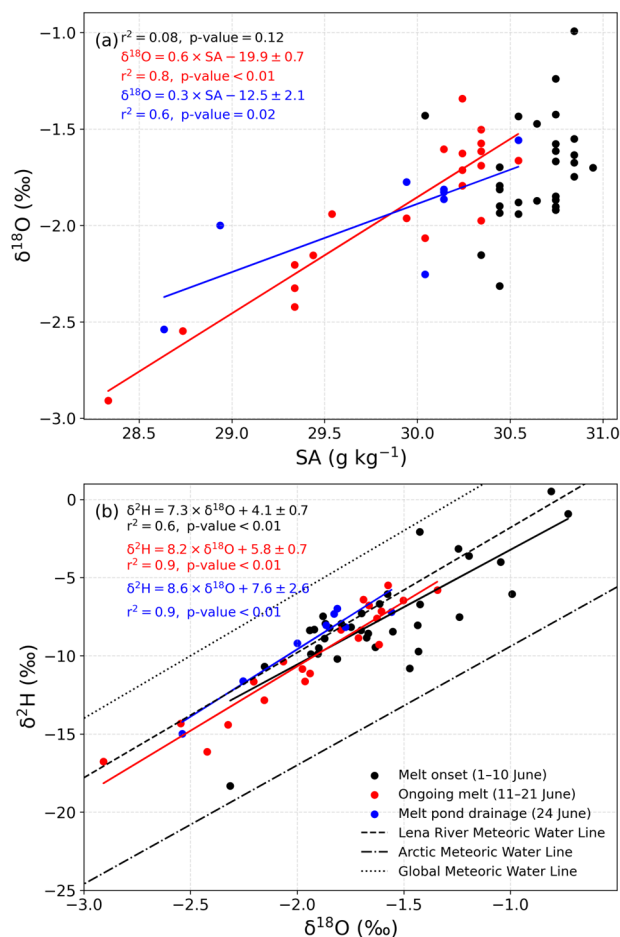 (a)
r² = 0.08, p-value = 0.12
δ¹⁸O = 0.6 × SA − 19.9 ± 0.7
r² = 0.8, p-value < 0.01
δ¹⁸O = 0.3 × SA − 12.5 ± 2.1
r² = 0.6, p-value = 0.02
−1.0
−1.5
−2.0
−2.5
−3.0
δ¹⁸O (‰)
28.5 29.0 29.5 30.0 30.5 31.0
SA (g kg⁻¹)
(b)
δ²H = 7.3 × δ¹⁸O + 4.1 ± 0.7
r² = 0.6, p-value < 0.01
δ²H = 8.2 × δ¹⁸O + 5.8 ± 0.7
r² = 0.9, p-value < 0.01
δ²H = 8.6 × δ¹⁸O + 7.6 ± 2.6
r² = 0.9, p-value < 0.01
0
−5
−10
−15
−20
−25
δ²H (‰)
Melt onset (1–10 June)
Ongoing melt (11–21 June)
Melt pond drainage (24 June)
Lena River Meteoric Water Line
Arctic Meteoric Water Line
Global Meteoric Water Line
−3.0 −2.5 −2.0 −1.5 −1.0
δ¹⁸O (‰)